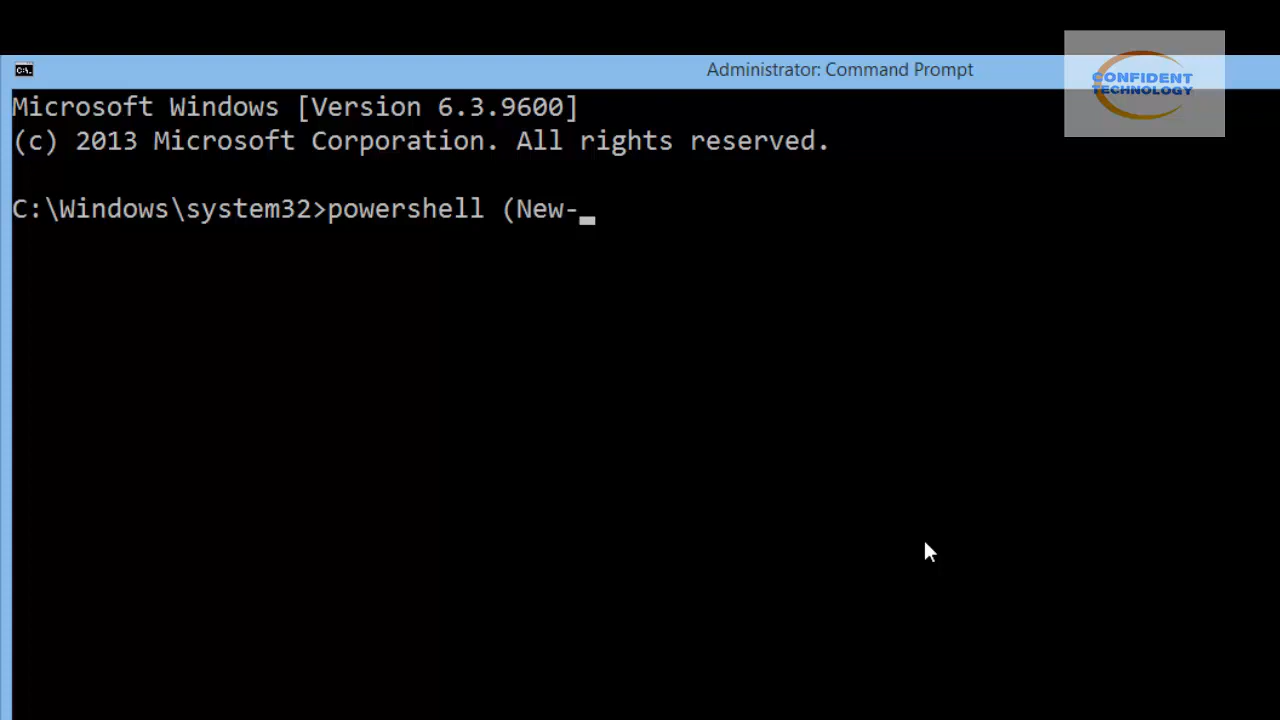 Administrator: Command Prompt
CONFIDENT
TECHNOLOGY
Microsoft Windows [Version 6.3.9600]
(c) 2013 Microsoft Corporation. All rights reserved.
C:\Windows\system32>powershell (New-